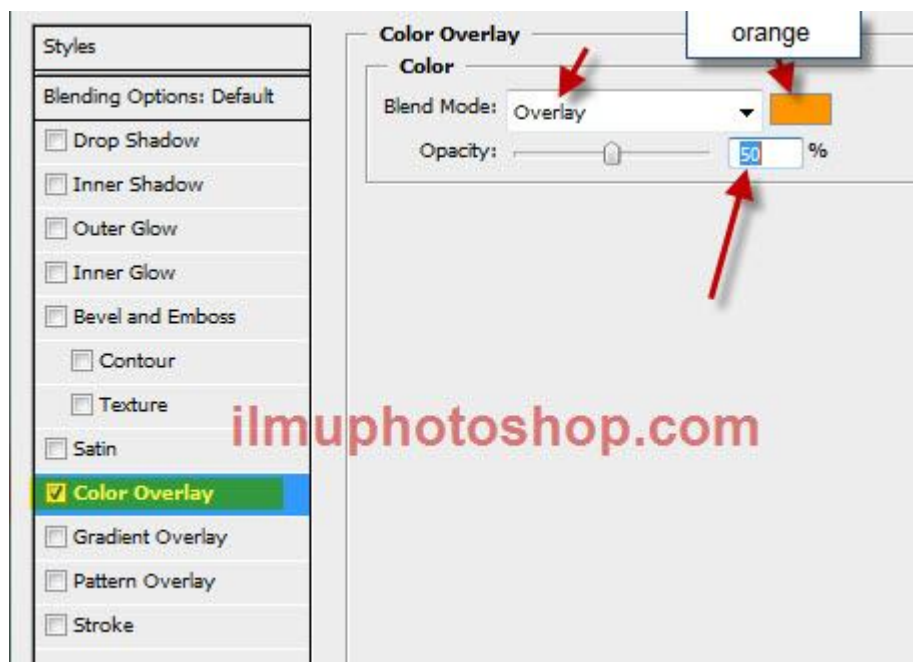 Styles
Blending Options: Default
Drop Shadow
Inner Shadow
Outer Glow
Inner Glow
Bevel and Emboss
Contour
Texture
Satin
Color Overlay
Gradient Overlay
Pattern Overlay
Stroke
Color Overlay
orange
Color
Blend Mode: Overlay
Opacity: 50 %
ilmuphotoshop.com